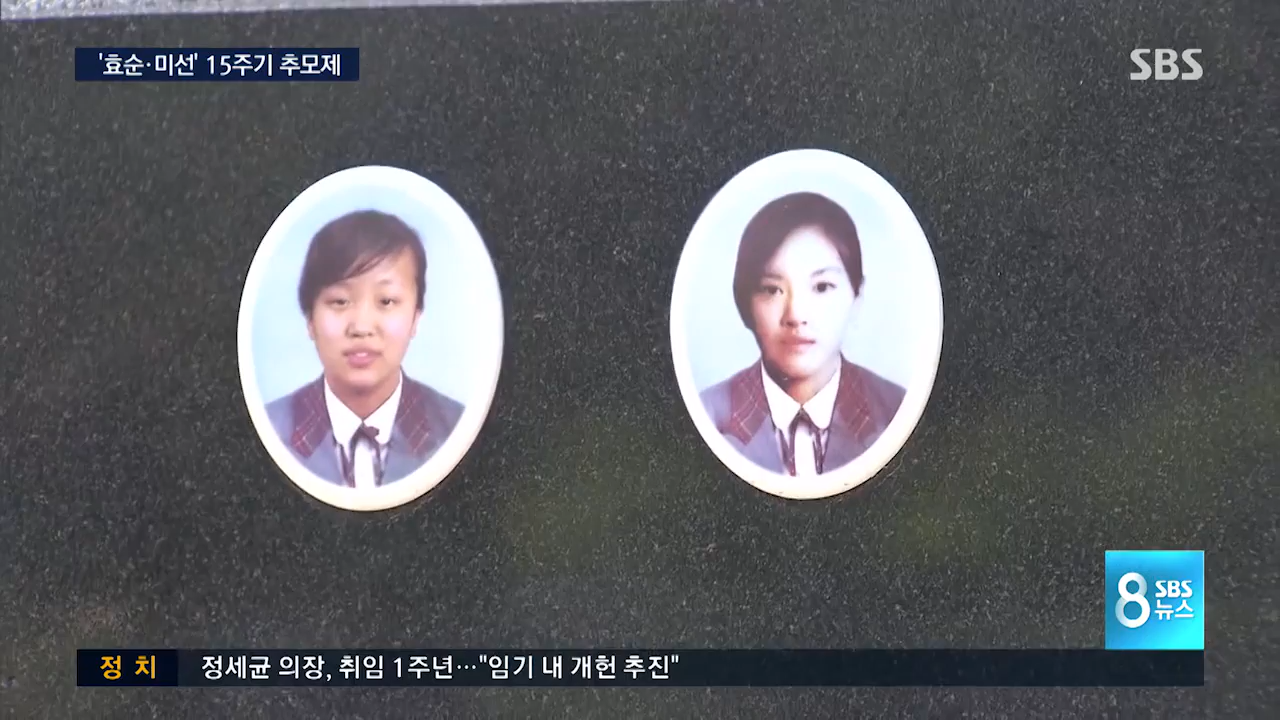 '효순·미선' 15주기 추모제
SBS
8 SBS 뉴스
정치 정세균 의장, 취임 1주년…"임기 내 개헌 추진"